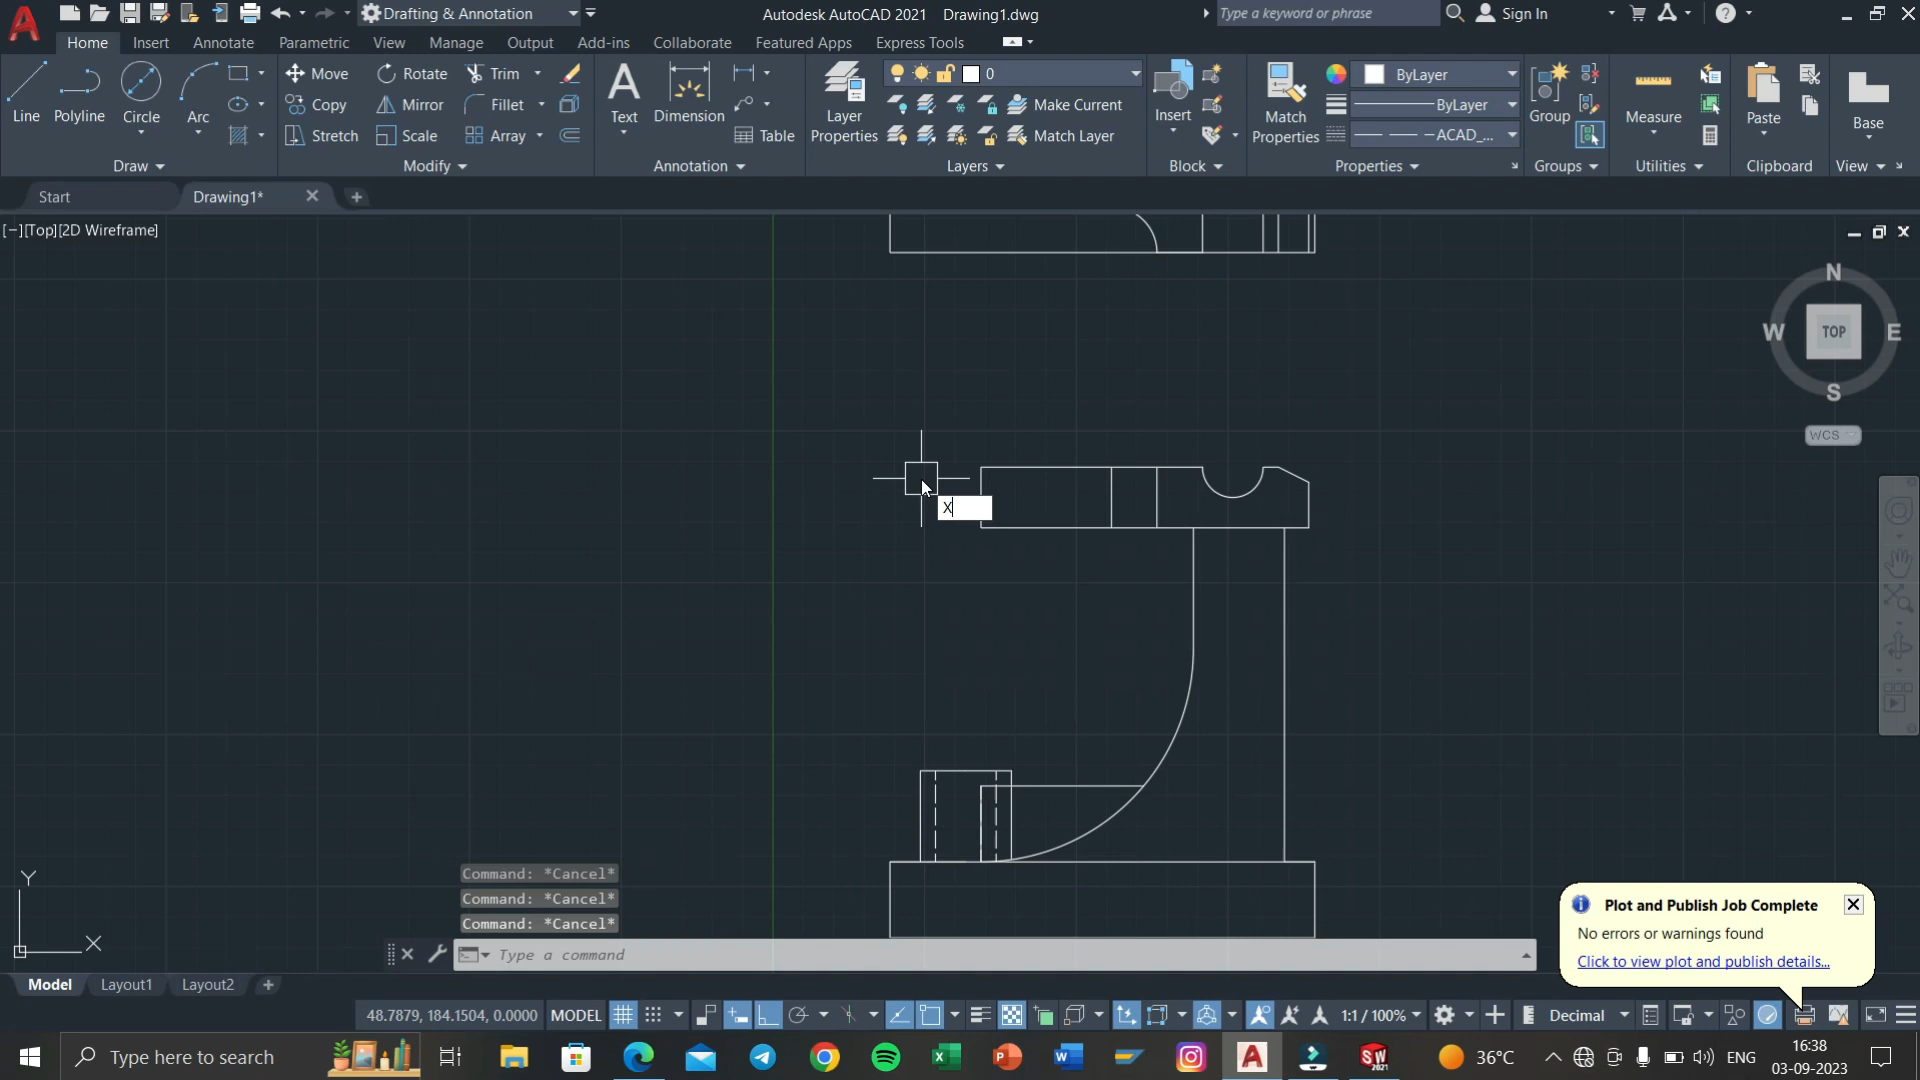 Drafting & Annotation
Autodesk AutoCAD 2021 Drawing1.dwg
Type a keyword or phrase
Sign In
Home Insert Annotate Parametric View Manage Output Add-ins Collaborate Featured Apps Express Tools
Line Polyline Circle Arc
Move Rotate Trim
Copy Mirror Fillet
Stretch Scale Array
Text Dimension Table
Layer Properties
0
Make Current
Match Layer
Insert
Match Properties
ByLayer
ByLayer
ACAD_...
Group
Measure
Paste
Base
Draw Modify Annotation Layers Block Properties Groups Utilities Clipboard View
Start Drawing1*
[−][Top][2D Wireframe]
N
W TOP E
S
WCS
X
Y
X
Command: *Cancel*
Command: *Cancel*
Command: *Cancel*
Type a command
Plot and Publish Job Complete
No errors or warnings found
Click to view plot and publish details...
Model Layout1 Layout2
48.7879, 184.1504, 0.0000 MODEL 1:1 / 100% Decimal
Type here to search
36°C ENG
16:38
03-09-2023